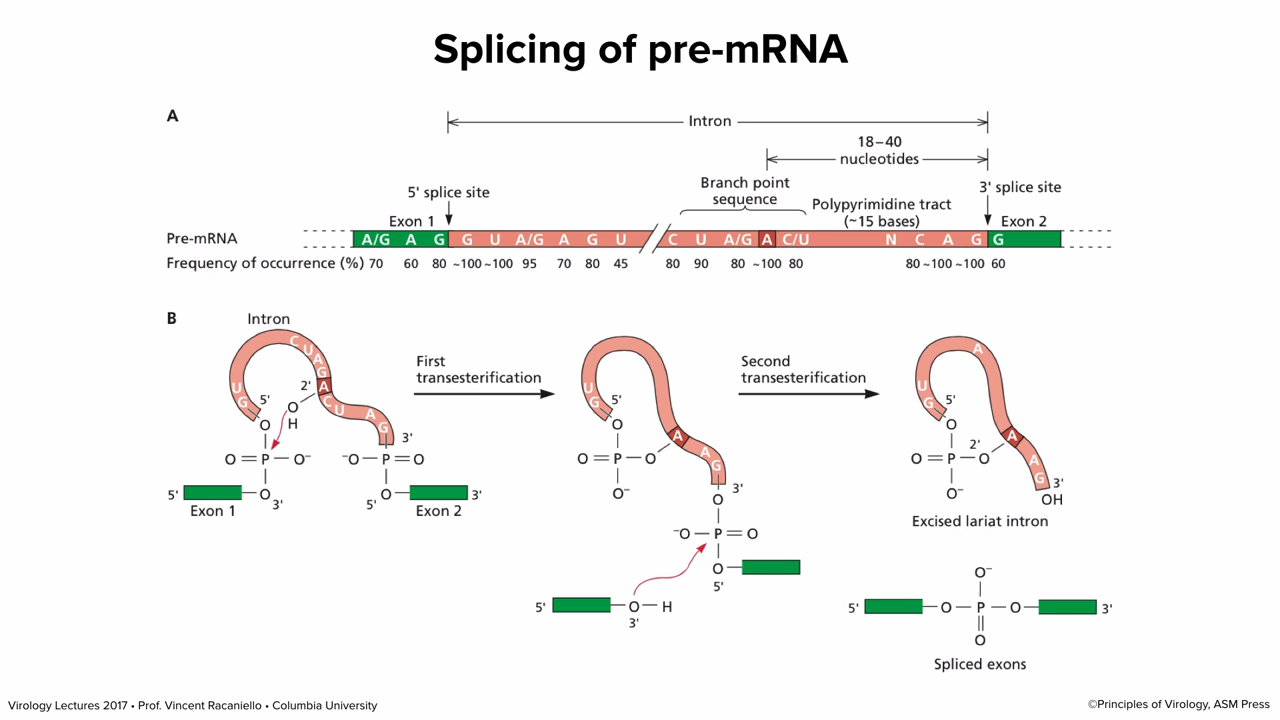 Splicing of pre-mRNA
A
Intron
18–40
nucleotides
Branch point
sequence
5' splice site
3' splice site
Polypyrimidine tract
(~15 bases)
Exon 1
Exon 2
Pre-mRNA
A/G A G G U A/G A G U C U A/G A C/U N C A G G
Frequency of occurrence (%) 70 60 80 ~100 ~100 95 70 80 45 80 90 80 ~100 80 80 ~100 ~100 60
B
Intron
C U A G A C U A G
U G
5'
2'
O
H
3'
O
O=P—O⁻
⁻O—P=O
5' O 3'
5' O 3'
Exon 1
Exon 2
First
transesterification
U G
5'
O
A
A G
O=P—O
O⁻
3'
O
⁻O—P=O
O
5'
5' O—H
3'
Second
transesterification
A
U G
5'
O
2'
A
A G
O=P—O
O⁻
3'
OH
Excised lariat intron
O⁻
5' O—P—O 3'
O
Spliced exons
Virology Lectures 2017 • Prof. Vincent Racaniello • Columbia University
©Principles of Virology, ASM Press